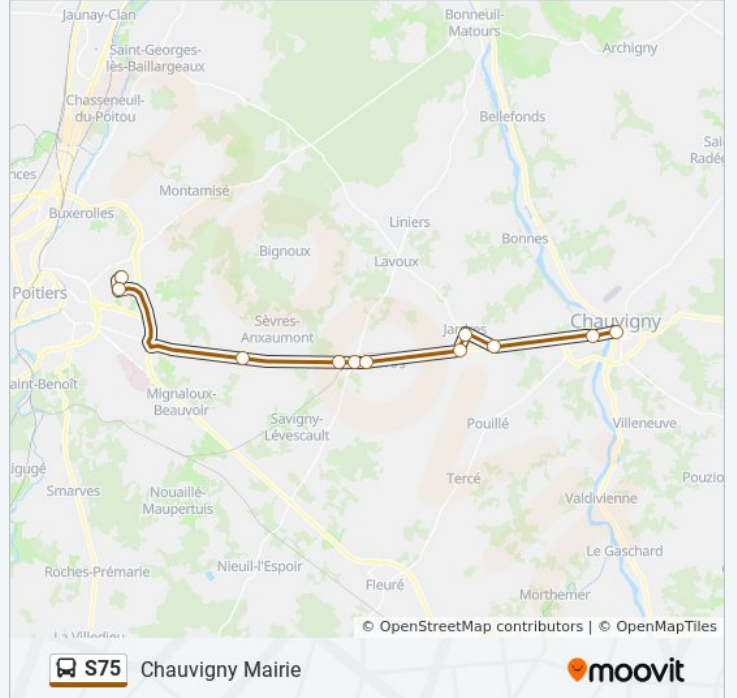 Jaunay-Clan
Bonneuil-
Matours
Archigny
Saint-Georges-
lès-Baillargeaux
Chasseneuil-
du-Poitou
Bellefonds
Montamisé
Buxerolles
Liniers
Bonnes
Bignoux
Lavoux
Poitiers
Sèvres-
Anxaumont
Chauvigny
Mignaloux-
Beauvoir
Savigny-
Lévescault
Pouillé
Villeneuve
Smarves
Nouaillé-
Maupertuis
Tercé
Valdivienne
Le Gaschard
Roches-Prémarie
Nieuil-l'Espoir
Fleuré
Morthemer
© OpenStreetMap contributors | © OpenMapTiles
S75 Chauvigny Mairie
moovit